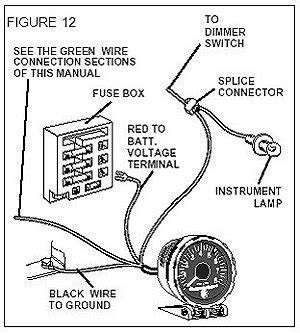 FIGURE 12
TO
DIMMER
SWITCH
SEE THE GREEN WIRE
CONNECTION SECTIONS
OF THIS MANUAL
SPLICE
CONNECTOR
FUSE BOX
RED TO
BATT.
VOLTAGE
TERMINAL
INSTRUMENT
LAMP
BLACK WIRE
TO GROUND